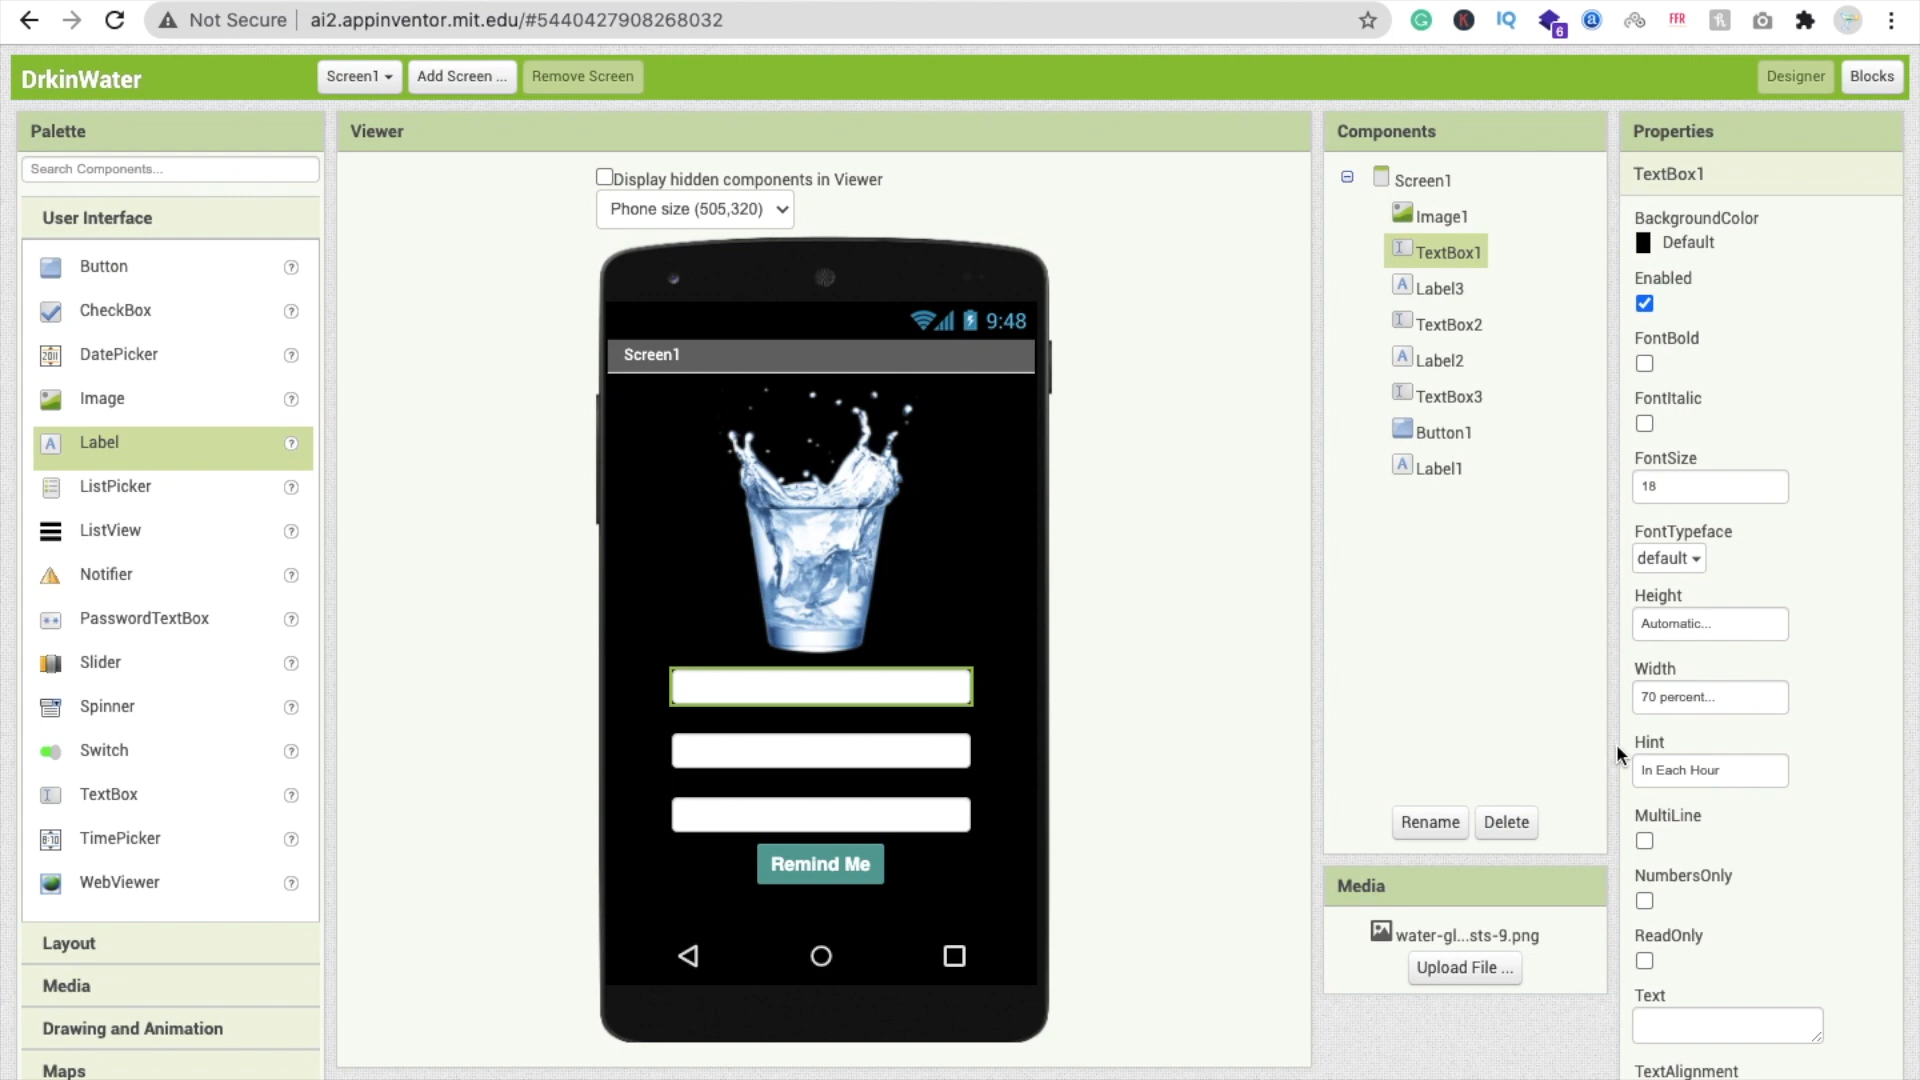 Not Secure
ai2.appinventor.mit.edu/#5440427908268032
K
IQ
6
a
FFR
DrkinWater
Screen1
Add Screen ...
Remove Screen
Designer
Blocks
Palette
Search Components...
User Interface
Button
?
CheckBox
?
DatePicker
?
Image
?
Label
?
ListPicker
?
ListView
?
Notifier
?
PasswordTextBox
?
Slider
?
Spinner
?
Switch
?
TextBox
?
TimePicker
?
WebViewer
?
Layout
Media
Drawing and Animation
Maps
Viewer
Display hidden components in Viewer
Phone size (505,320)
9:48
Screen1
Remind Me
Components
Screen1
Image1
TextBox1
Label3
TextBox2
Label2
TextBox3
Button1
Label1
Rename
Delete
Media
water-gl...sts-9.png
Upload File ...
Properties
TextBox1
BackgroundColor
Default
Enabled
FontBold
FontItalic
FontSize
18
FontTypeface
default
Height
Automatic...
Width
70 percent...
Hint
In Each Hour
MultiLine
NumbersOnly
ReadOnly
Text
TextAlignment